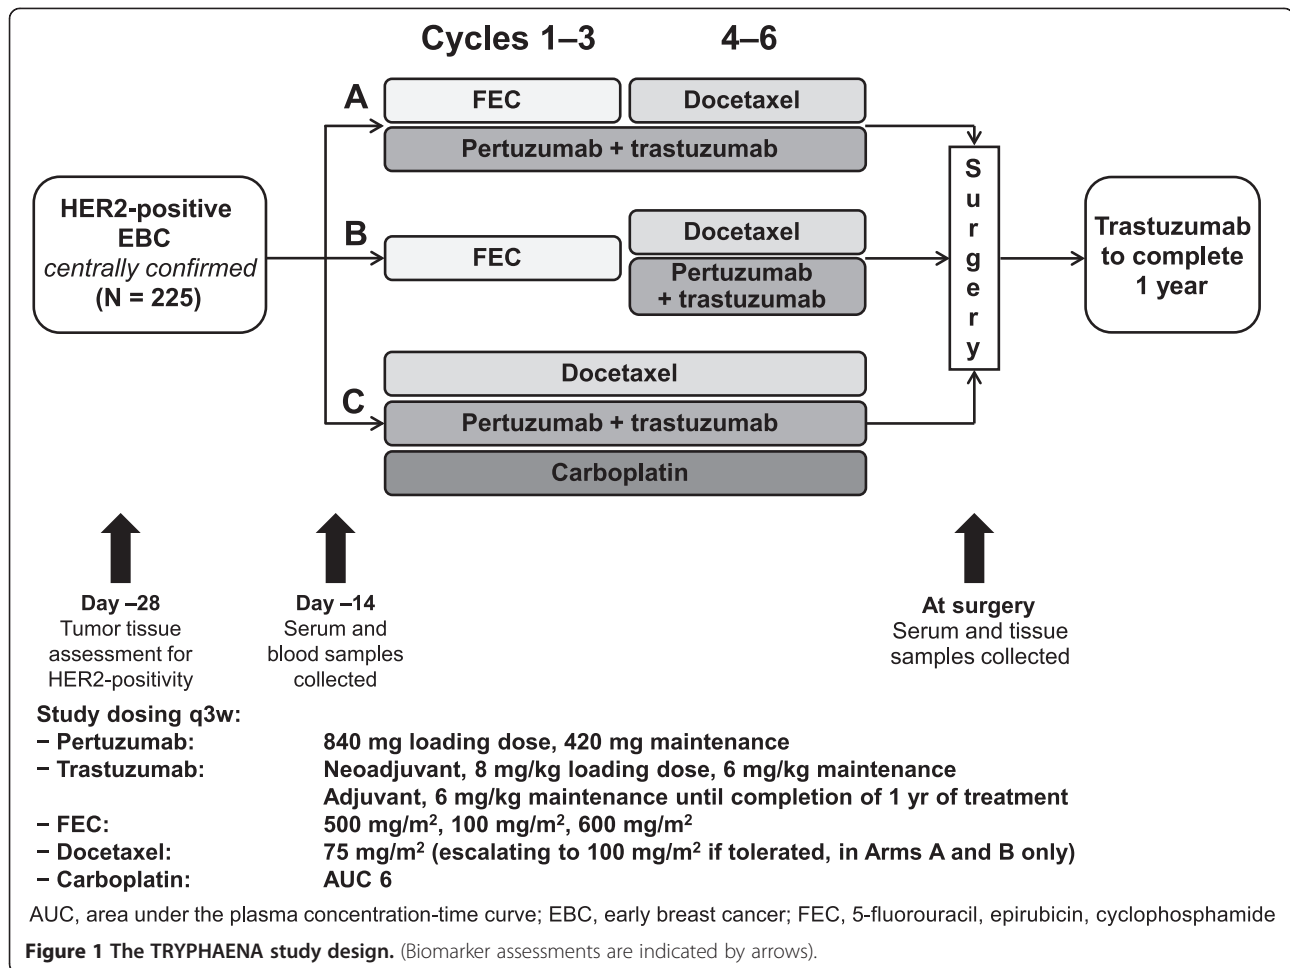 Cycles 1–3 4–6
A
FEC
Docetaxel
Pertuzumab + trastuzumab
HER2-positive
EBC
centrally confirmed
(N = 225)
B
FEC
Docetaxel
Pertuzumab
+ trastuzumab
C
Docetaxel
Pertuzumab + trastuzumab
Carboplatin
Surgery
Trastuzumab
to complete
1 year
Day –28
Tumor tissue
assessment for
HER2-positivity
Day –14
Serum and
blood samples
collected
At surgery
Serum and tissue
samples collected
Study dosing q3w:
– Pertuzumab: 840 mg loading dose, 420 mg maintenance
– Trastuzumab: Neoadjuvant, 8 mg/kg loading dose, 6 mg/kg maintenance
Adjuvant, 6 mg/kg maintenance until completion of 1 yr of treatment
– FEC: 500 mg/m², 100 mg/m², 600 mg/m²
– Docetaxel: 75 mg/m² (escalating to 100 mg/m² if tolerated, in Arms A and B only)
– Carboplatin: AUC 6
AUC, area under the plasma concentration-time curve; EBC, early breast cancer; FEC, 5-fluorouracil, epirubicin, cyclophosphamide
Figure 1 The TRYPHAENA study design. (Biomarker assessments are indicated by arrows).